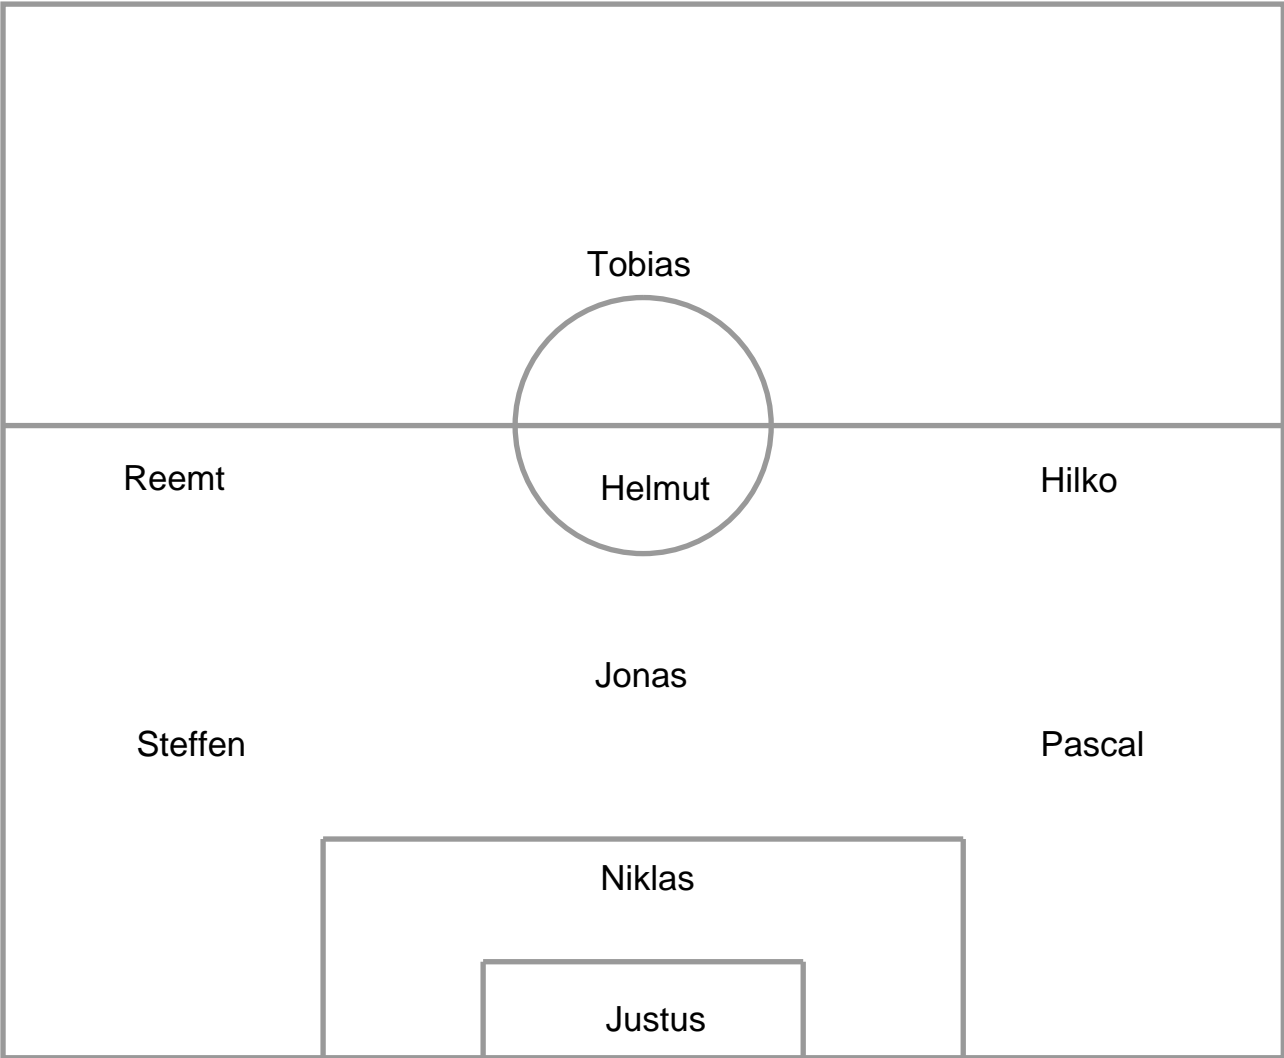 Tobias
Reemt
Helmut
Hilko
Jonas
Steffen
Pascal
Niklas
Justus